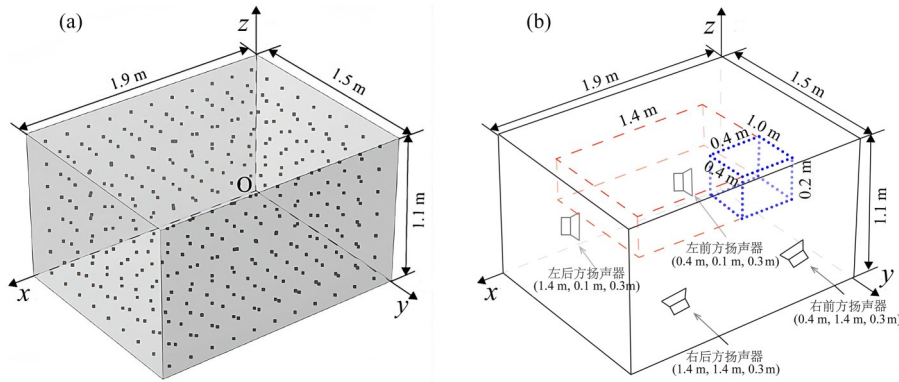 (a)
z
1.9 m
1.5 m
O
1.1 m
x
y
(b)
z
1.9 m
1.5 m
1.4 m
1.0 m
0.4 m
0.4 m
0.2 m
1.1 m
左前方扬声器
(0.4 m, 0.1 m, 0.3 m)
左后方扬声器
(1.4 m, 0.1 m, 0.3 m)
右前方扬声器
(0.4 m, 1.4 m, 0.3 m)
右后方扬声器
(1.4 m, 1.4 m, 0.3 m)
x
y